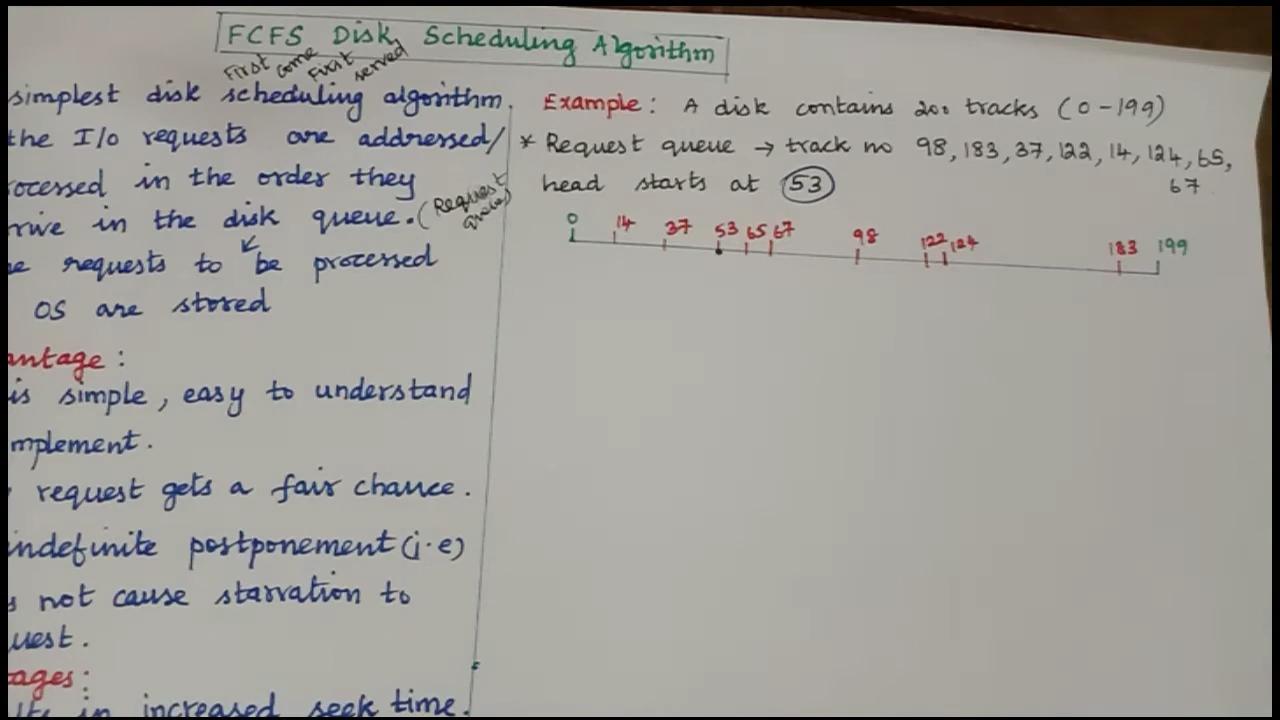 FCFS Disk Scheduling Algorithm
First come First served
simplest disk scheduling algorithm.
the I/o requests are addressed/
ocessed in the order they
rive in the disk queue. (Request queue)
e requests to be processed
OS are stored
antage:
is simple, easy to understand
mplement.
request gets a fair chance.
indefinite postponement (i.e)
s not cause starvation to
uest.
ages:
lts in increased seek time.
Example: A disk contains 200 tracks (0-199)
* Request queue → track no 98, 183, 37, 122, 14, 124, 65,
67
head starts at 53
0 14 37 53 65 67 98 122 124 183 199